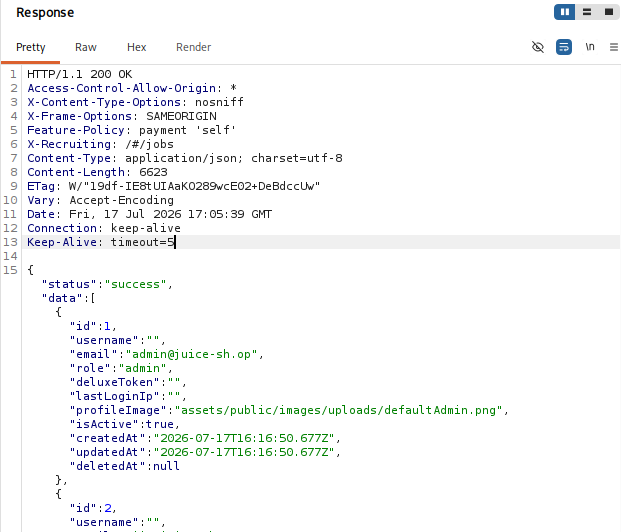 Response
Pretty Raw Hex Render \n
1 HTTP/1.1 200 OK
2 Access-Control-Allow-Origin: *
3 X-Content-Type-Options: nosniff
4 X-Frame-Options: SAMEORIGIN
5 Feature-Policy: payment 'self'
6 X-Recruiting: /#/jobs
7 Content-Type: application/json; charset=utf-8
8 Content-Length: 6623
9 ETag: W/"19df-IE8tUIAaKO289wcE02+DeBdccUw"
10 Vary: Accept-Encoding
11 Date: Fri, 17 Jul 2026 17:05:39 GMT
12 Connection: keep-alive
13 Keep-Alive: timeout=5
14
15 {
"status":"success",
"data":[
{
"id":1,
"username":"",
"email":"admin@juice-sh.op",
"role":"admin",
"deluxeToken":"",
"lastLoginIp":"",
"profileImage":"assets/public/images/uploads/defaultAdmin.png",
"isActive":true,
"createdAt":"2026-07-17T16:16:50.677Z",
"updatedAt":"2026-07-17T16:16:50.677Z",
"deletedAt":null
},
{
"id":2,
"username":"",